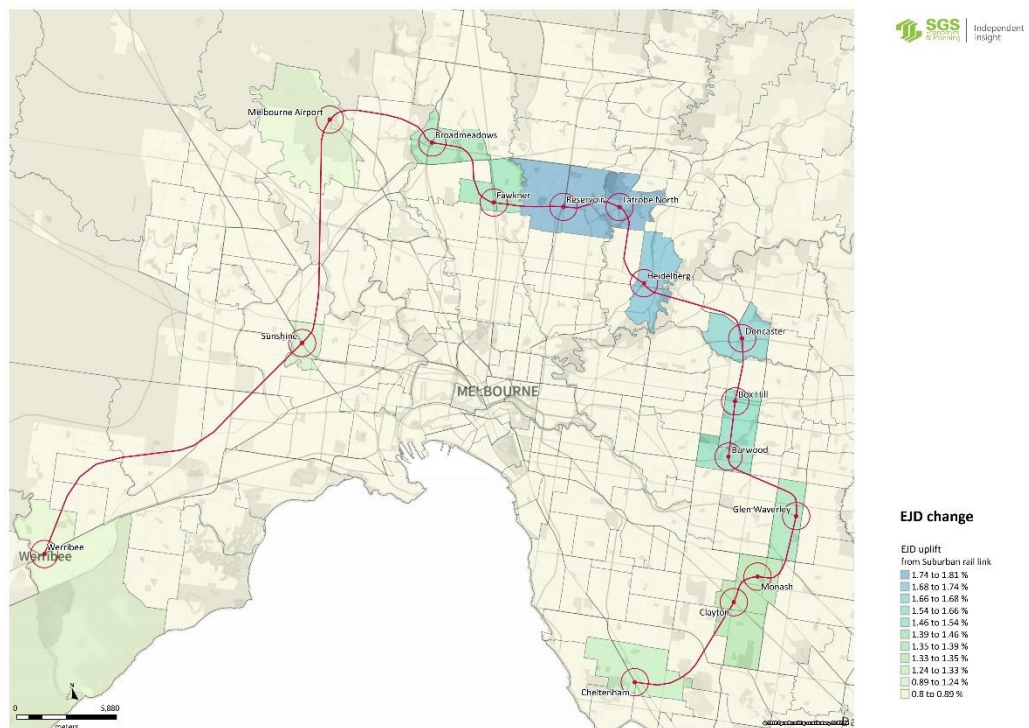 SGS
Economics
& Planning
Independent
Insight
Melbourne Airport
Broadmeadows
Fawkner
Reservoir
Latrobe North
Heidelberg
Doncaster
Sunshine
MELBOURNE
Box Hill
Burwood
Glen Waverley
Werribee
Werribee
Monash
Clayton
Cheltenham
N
0 5,880
meters
EJD change
EJD uplift
from Suburban rail link
1.74 to 1.81 %
1.68 to 1.74 %
1.66 to 1.68 %
1.54 to 1.66 %
1.46 to 1.54 %
1.39 to 1.46 %
1.35 to 1.39 %
1.33 to 1.35 %
1.24 to 1.33 %
0.89 to 1.24 %
0.8 to 0.89 %